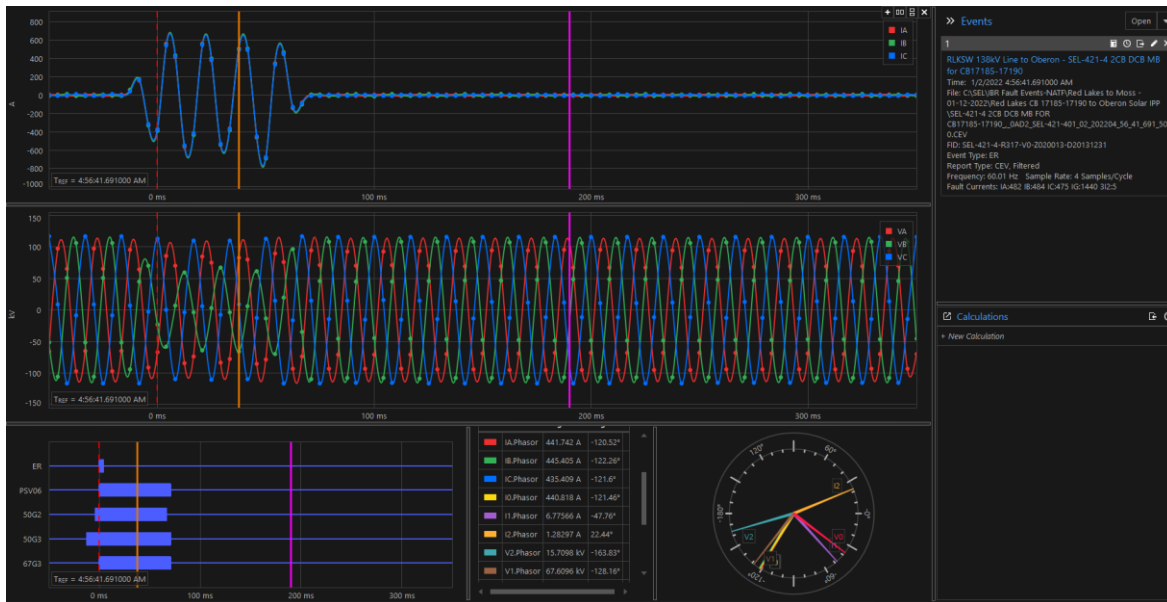 800
600
400
200
0
-200
-400
-600
-800
-1000
A
IA
IB
IC
TREF = 4:56:41.691000 AM
0 ms
100 ms
200 ms
300 ms
150
100
50
0
-50
-100
-150
kV
VA
VB
VC
TREF = 4:56:41.691000 AM
0 ms
100 ms
200 ms
300 ms
ER
PSV06
50G2
50G3
67G3
TREF = 4:56:41.691000 AM
0 ms
100 ms
200 ms
300 ms
IA.Phasor 441.742 A -120.52°
IB.Phasor 445.405 A -122.26°
IC.Phasor 435.409 A -121.6°
I0.Phasor 440.818 A -121.46°
I1.Phasor 6.77566 A -47.76°
I2.Phasor 1.28297 A 22.44°
V2.Phasor 15.7098 kV -163.83°
V1.Phasor 67.6096 kV -128.16°
120°
60°
-180°
-0°
-120°
-60°
I2
V2
V0
V1
Events
Open
1
RLKSW 138kV Line to Oberon - SEL-421-4 2CB DCB MB
for CB17185-17190
Time: 1/2/2022 4:56:41.691000 AM
File: C:\SEL\IBR Fault Events-NATF\Red Lakes to Moss -
01-12-2022\Red Lakes CB 17185-17190 to Oberon Solar IPP
\SEL-421-4 2CB DCB MB FOR
CB17185-17190__0AD2_SEL-421-401_02_202204_56_41_691_50
0.CEV
FID: SEL-421-4-R317-V0-Z020013-D20131231
Event Type: ER
Report Type: CEV, Filtered
Frequency: 60.01 Hz Sample Rate: 4 Samples/Cycle
Fault Currents: IA:482 IB:484 IC:475 IG:1440 3I2:5
Calculations
+ New Calculation